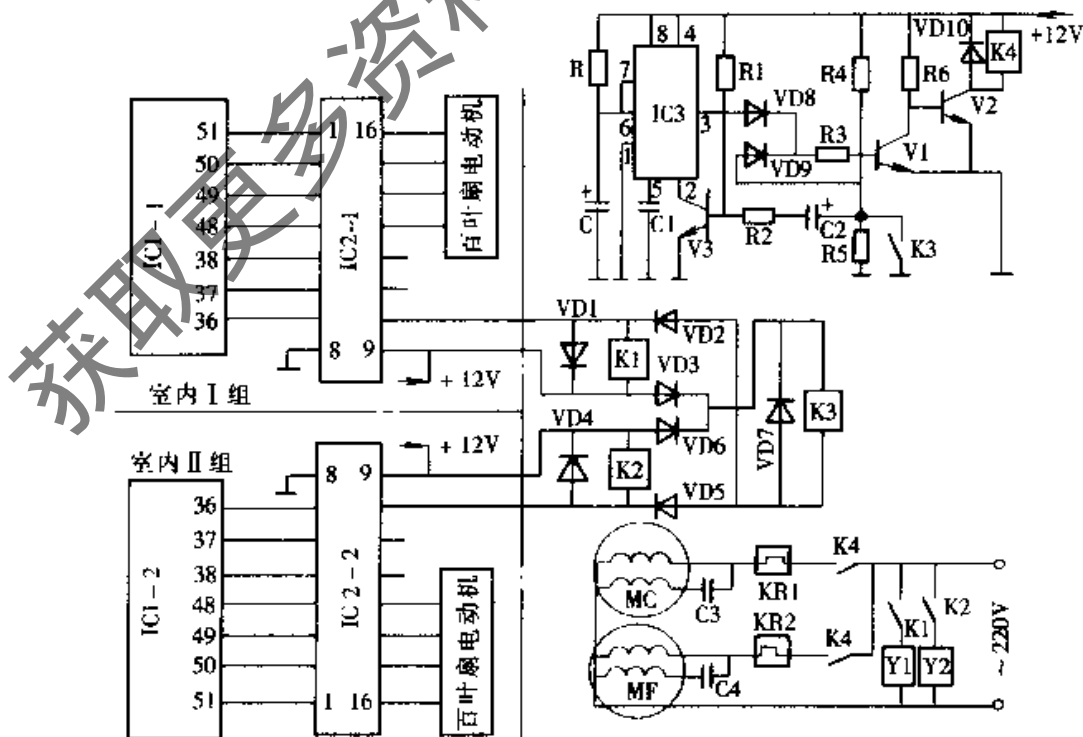 获取更多资
VD10
+12V
K4
8 4
R
7
R1
R4
R6
V2
IC3
VD8
6
3
R3
1
VD9
V1
5 2
C
C1
V3
R2
C2
R5
K3
51
1 16
50
49
48
38
37
36
IC1-1
IC2-1
百叶扇电动机
8 9
+12V
室内Ⅰ组
VD1
K1
VD2
VD3
VD4
VD6
K2
VD5
VD7
K3
室内Ⅱ组
+12V
8 9
36
37
38
48
49
50
51
1 16
IC1-2
IC2-2
百叶扇电动机
MC
C3
KR1
K4
MF
C4
KR2
K4
K1
K2
Y1
Y2
~220V